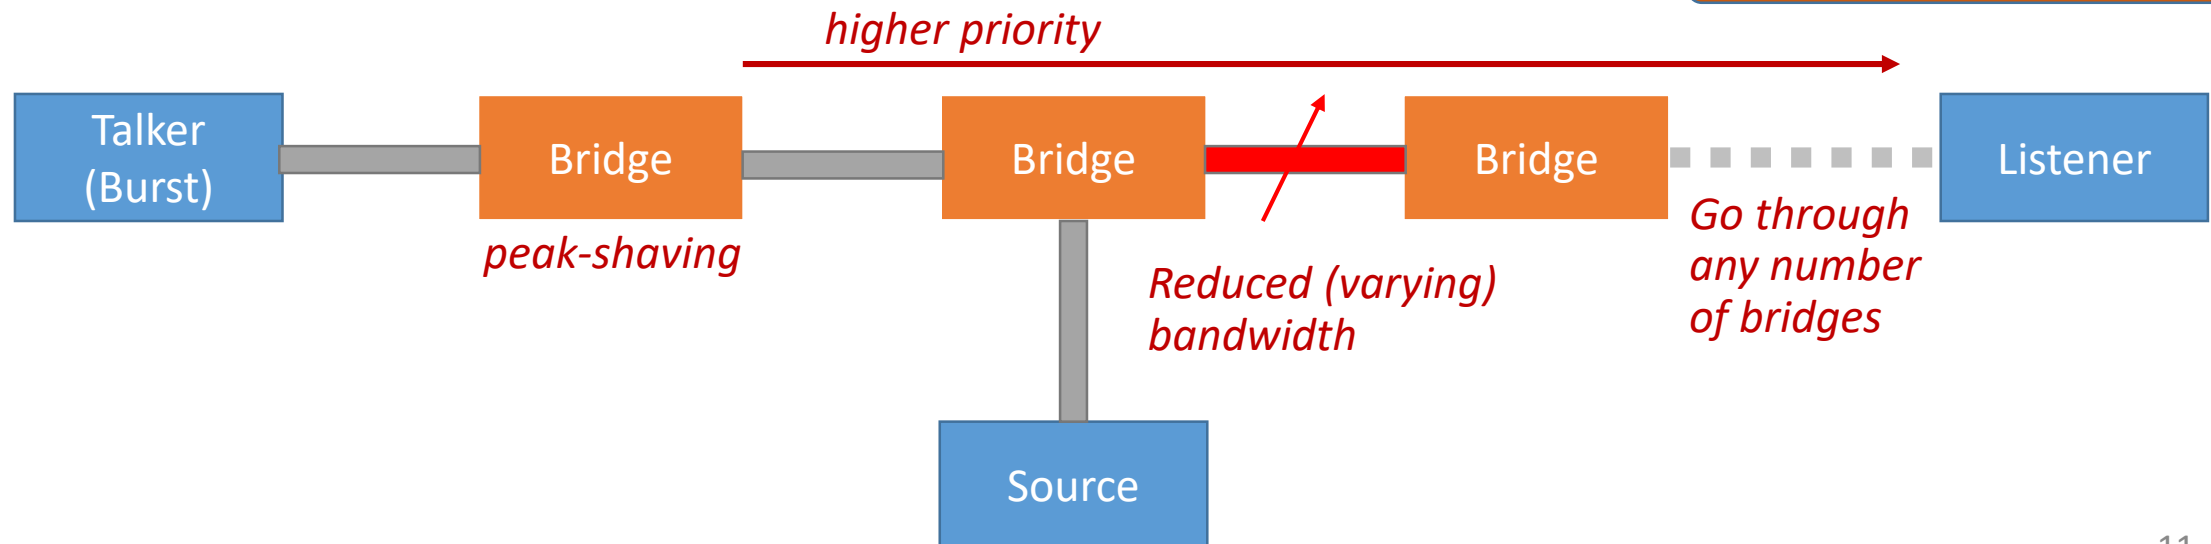 higher priority
Talker
(Burst)
Bridge
Bridge
Bridge
Listener
peak-shaving
Reduced (varying)
bandwidth
Go through
any number
of bridges
Source
11